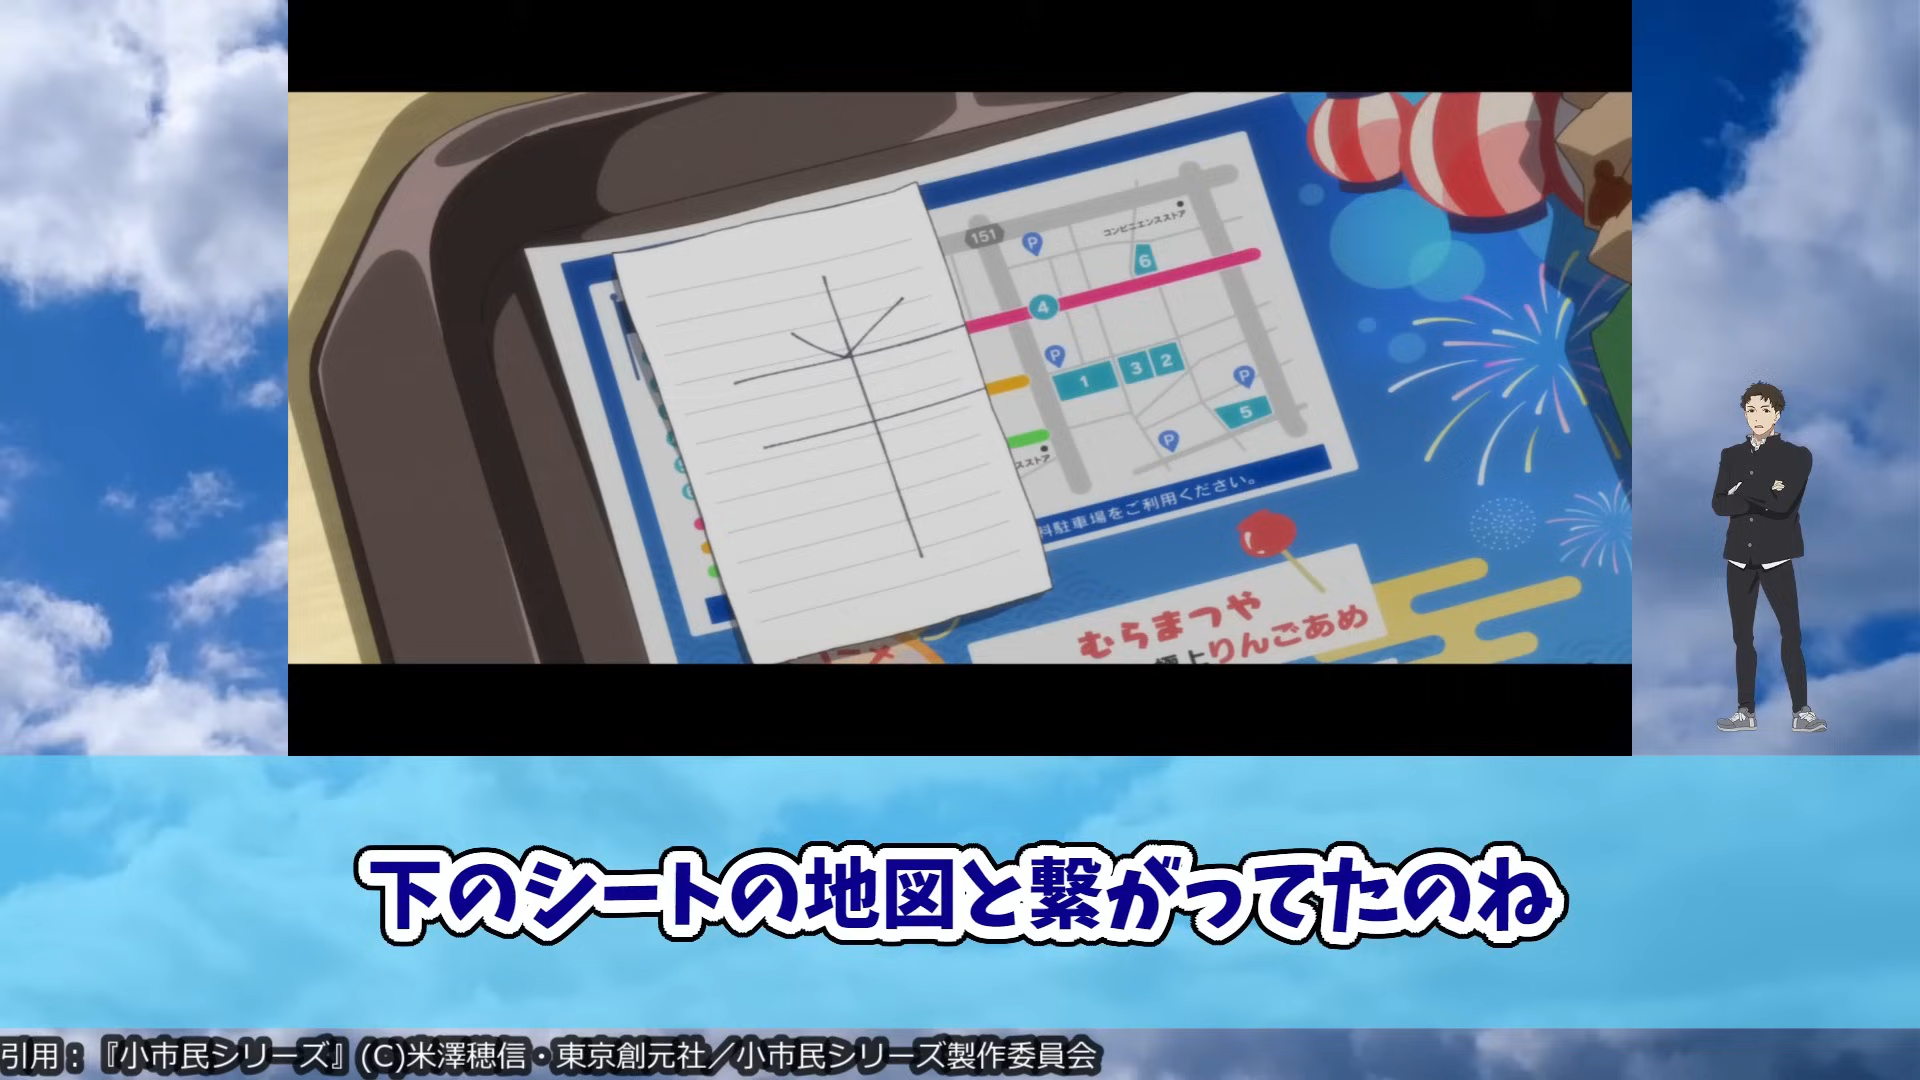 151
P
コンビニエンスストア
6
4
P
1
3
2
P
5
P
スストア
料駐車場をご利用ください。
むらまつや
極上りんごあめ
下のシートの地図と繋がってたのね
引用：『小市民シリーズ』(C)米澤穂信・東京創元社／小市民シリーズ製作委員会